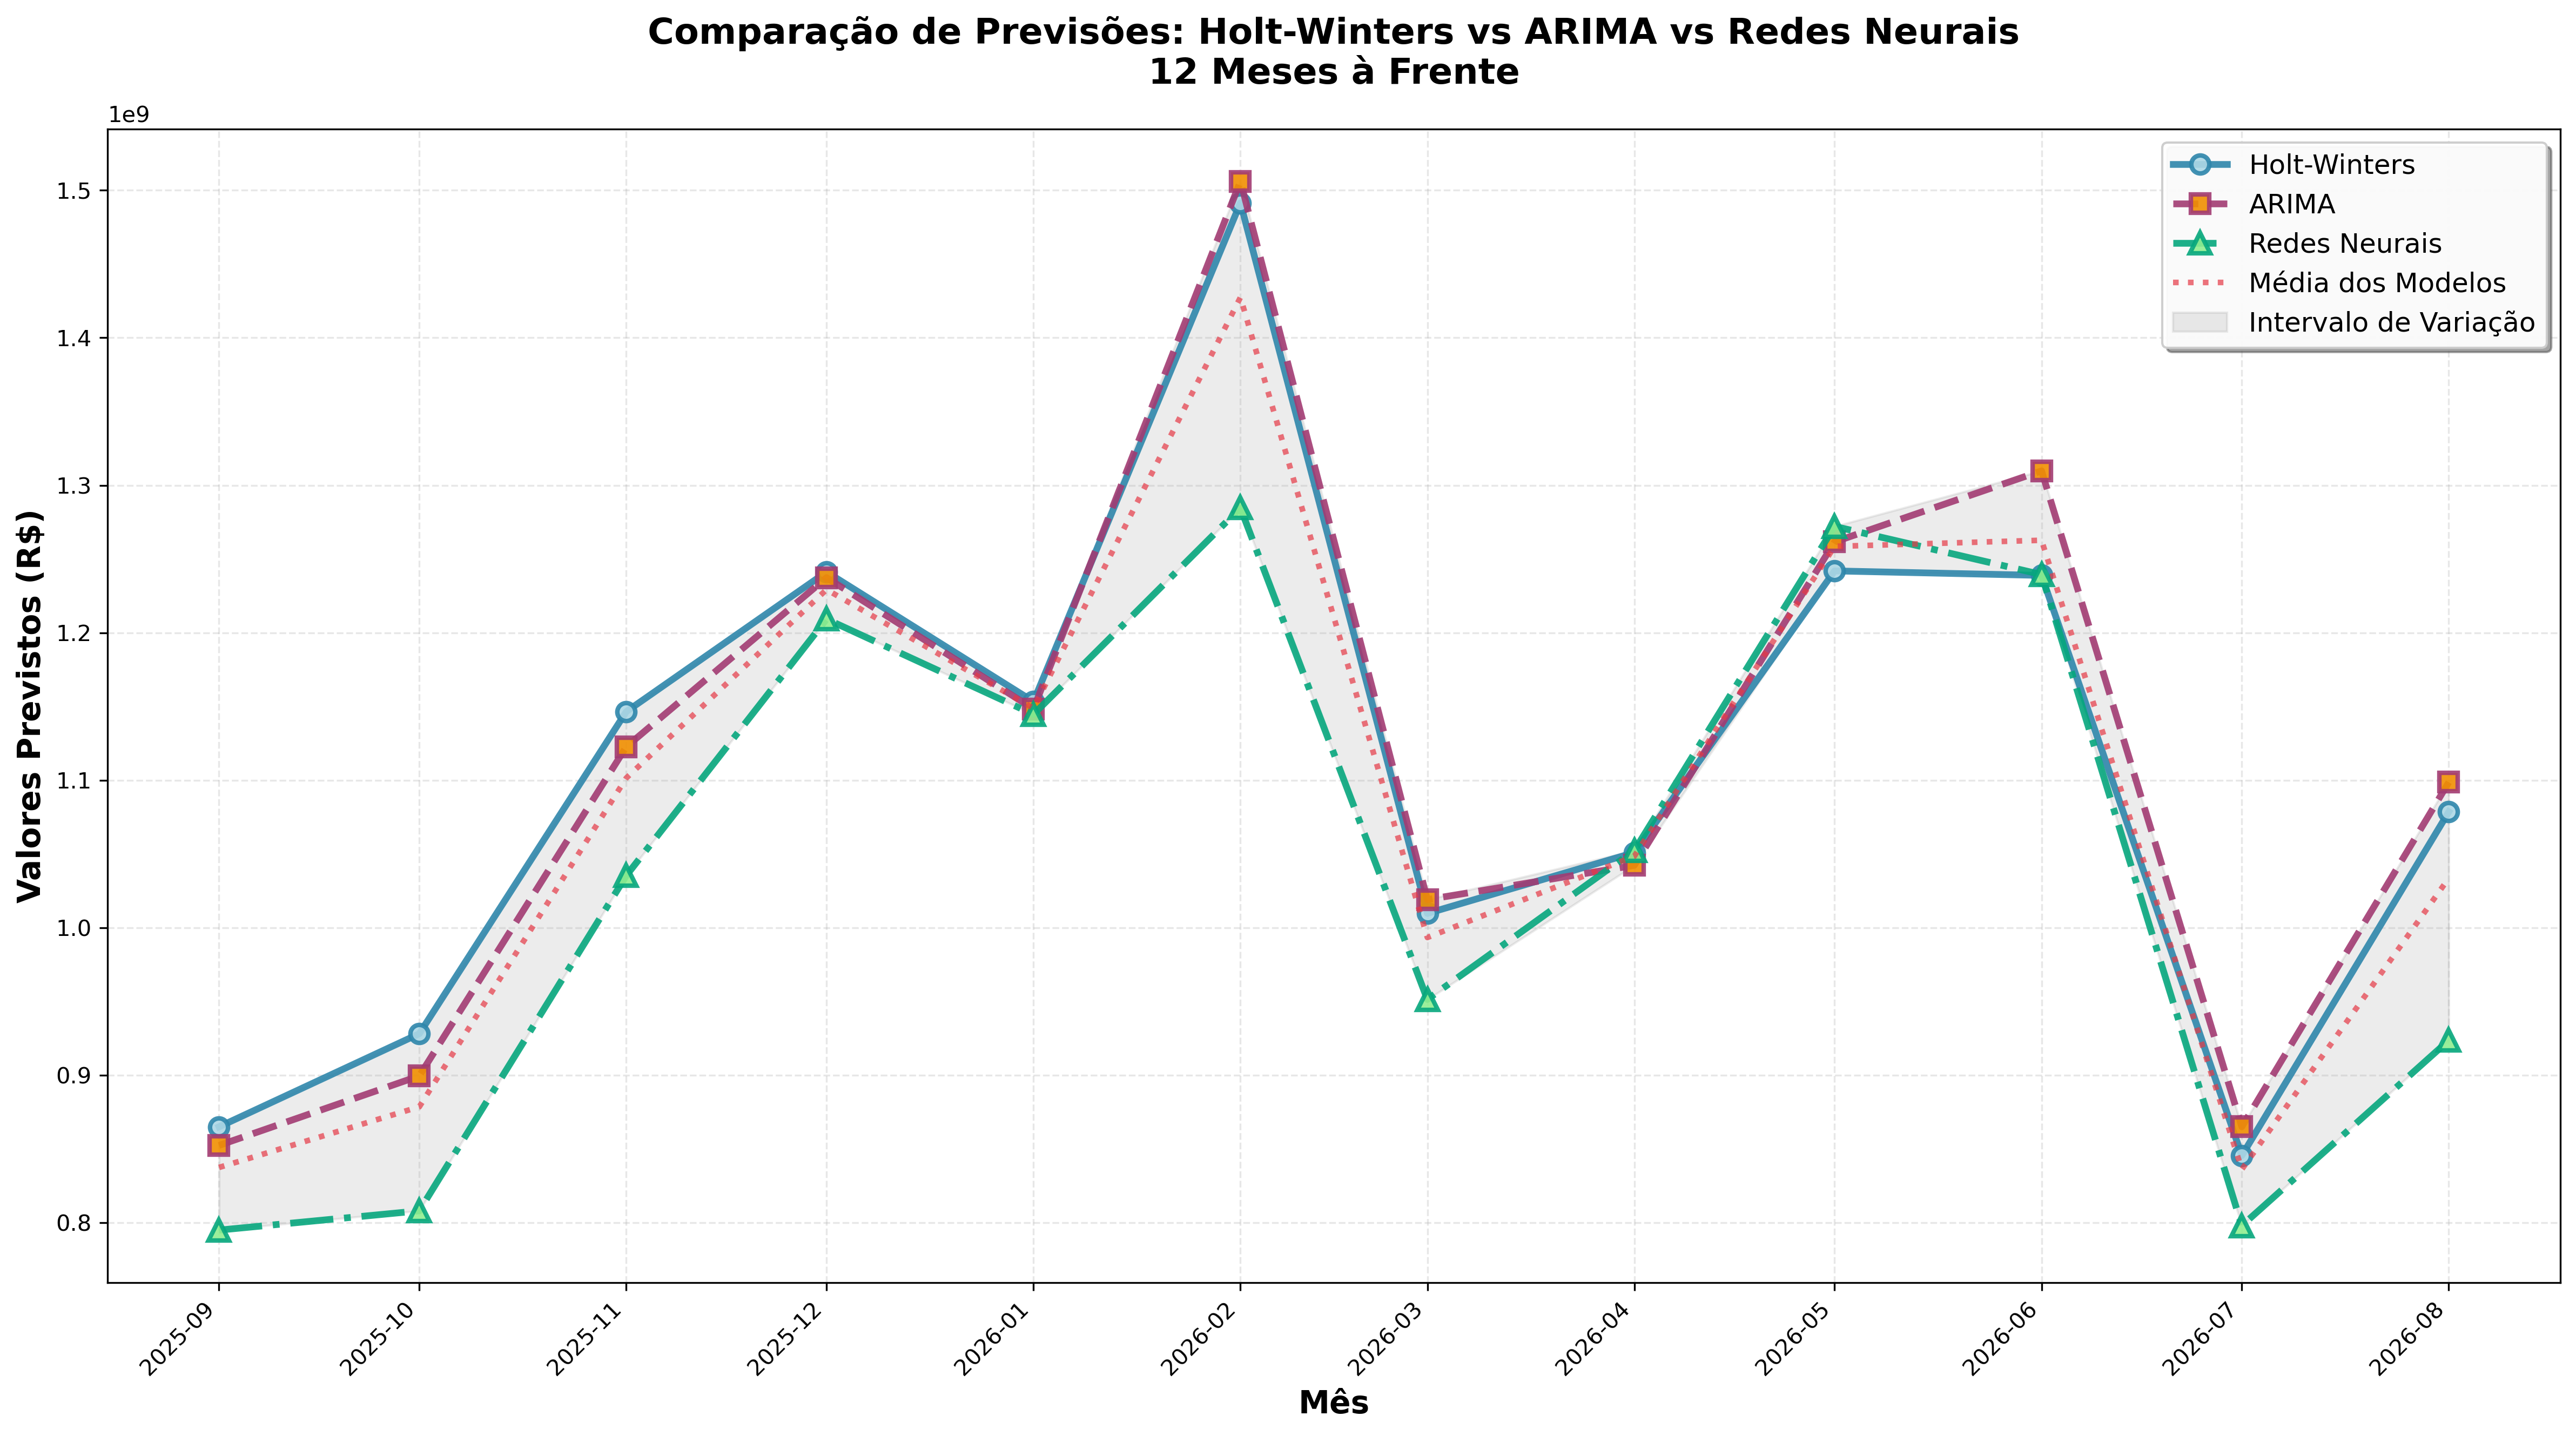 Comparação de Previsões: Holt-Winters vs ARIMA vs Redes Neurais
12 Meses à Frente
1e9
Holt-Winters
ARIMA
Redes Neurais
Média dos Modelos
Intervalo de Variação
Valores Previstos (R$)
1.5
1.4
1.3
1.2
1.1
1.0
0.9
0.8
2025-09
2025-10
2025-11
2025-12
2026-01
2026-02
2026-03
2026-04
2026-05
2026-06
2026-07
2026-08
Mês